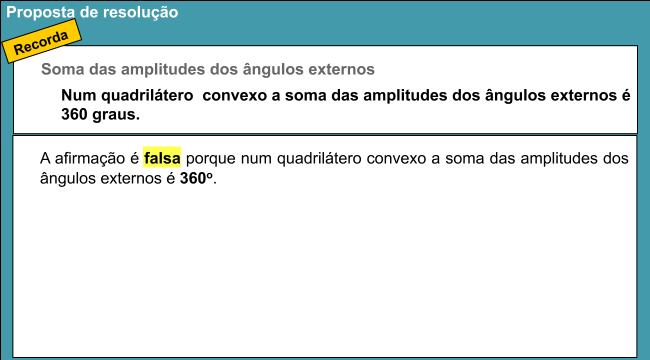 Proposta de resolução
Recorda
Soma das amplitudes dos ângulos externos
Num quadrilátero convexo a soma das amplitudes dos ângulos externos é
360 graus.
A afirmação é falsa porque num quadrilátero convexo a soma das amplitudes dos
ângulos externos é 360º.